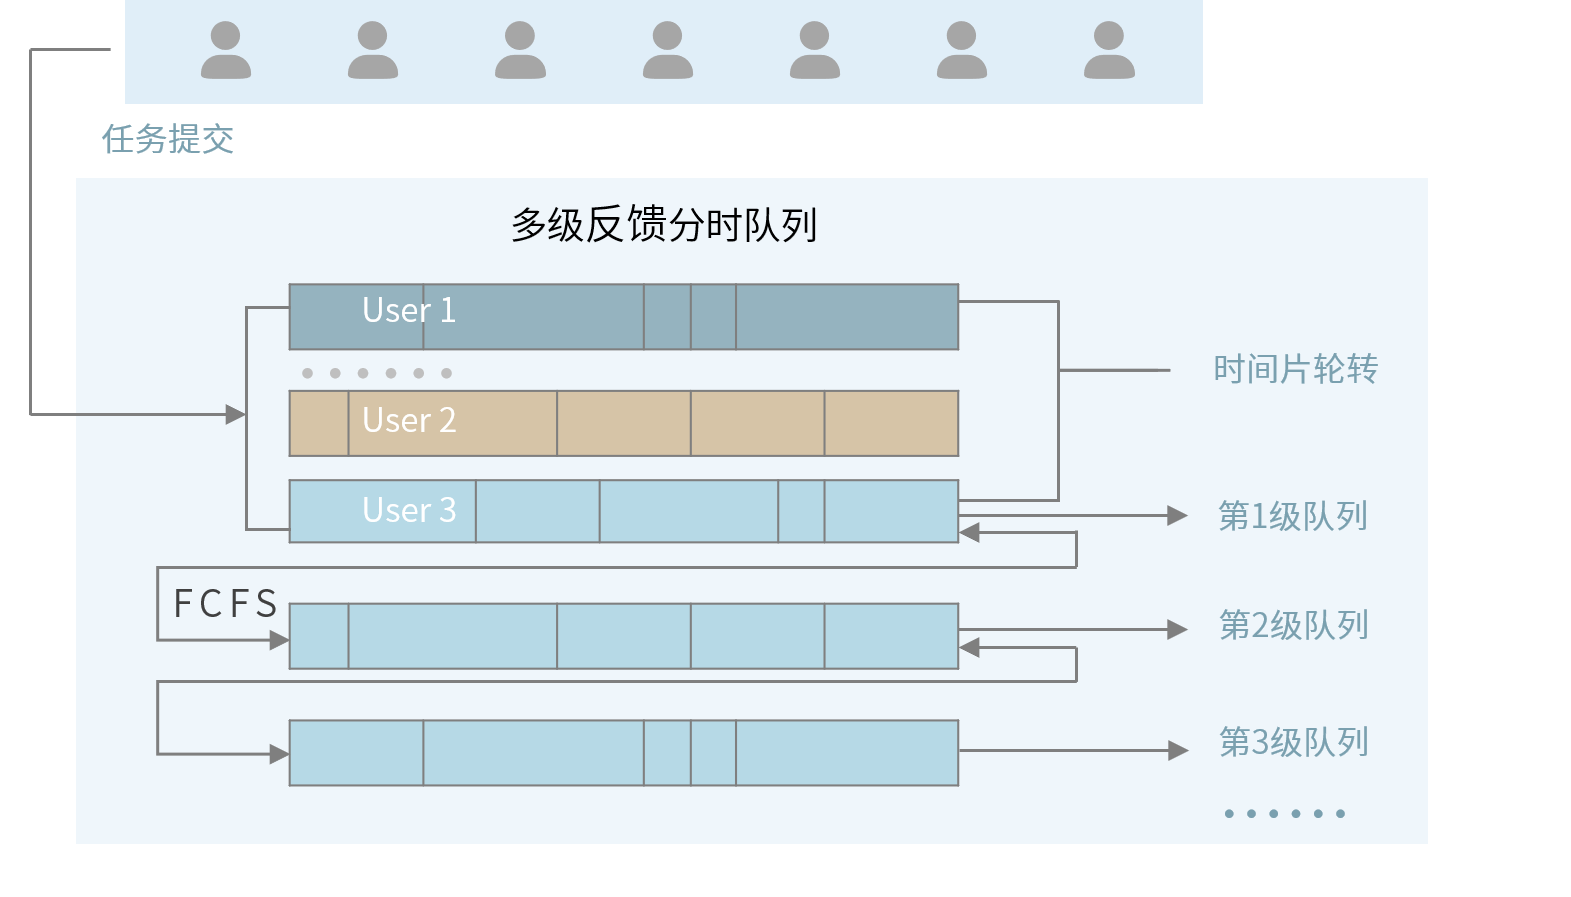 任务提交
多级反馈分时队列
User 1
User 2
时间片轮转
User 3
第1级队列
FCFS
第2级队列
第3级队列
······